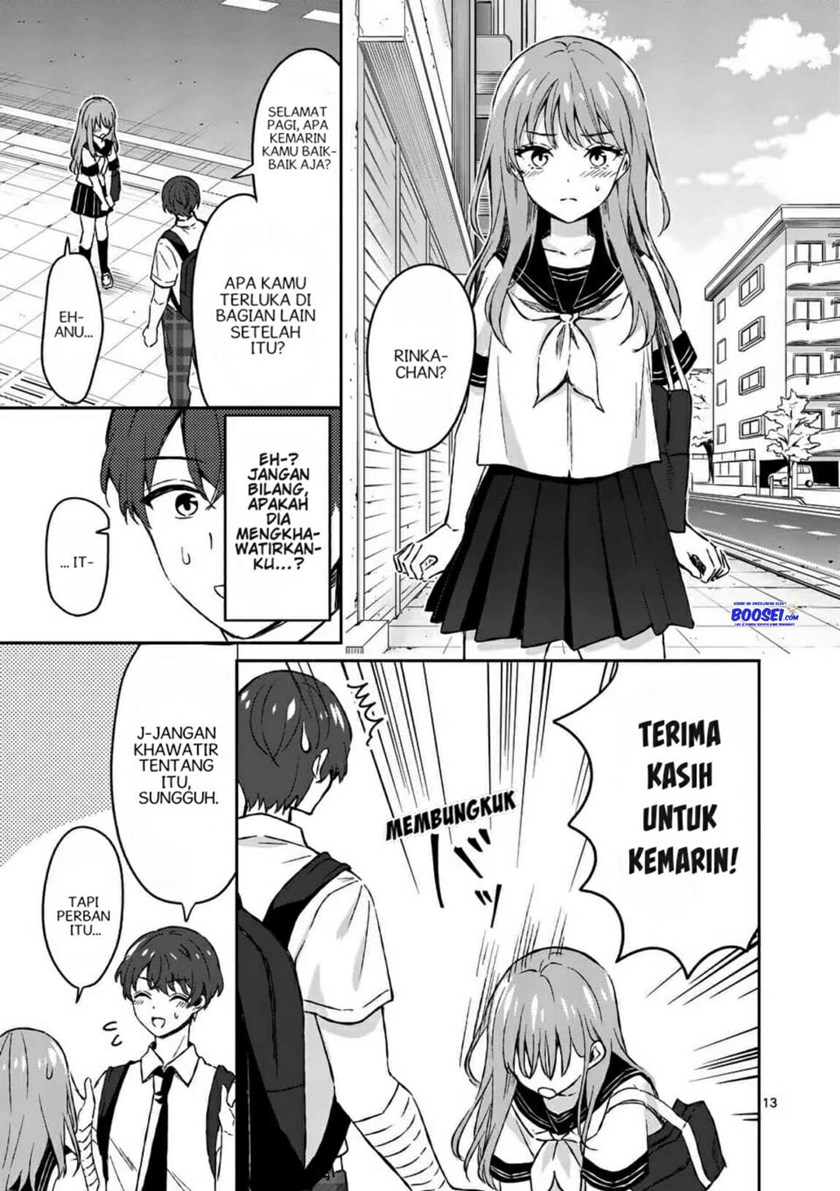 RINKA-
CHAN?
SELAMAT
PAGI, APA
KEMARIN
KAMU BAIK-
BAIK AJA?
APA KAMU
TERLUKA DI
BAGIAN LAIN
SETELAH
ITU?
EH-
ANU...
EH-?
JANGAN
BILANG,
APAKAH
DIA
MENGKHA-
WATIRKAN-
KU...?
... IT-
BOOSEI.COM
TERIMA
KASIH
UNTUK
KEMARIN!
MEMBUNGKUK
J-JANGAN
KHAWATIR
TENTANG
ITU,
SUNGGUH.
TAPI
PERBAN
ITU...
13